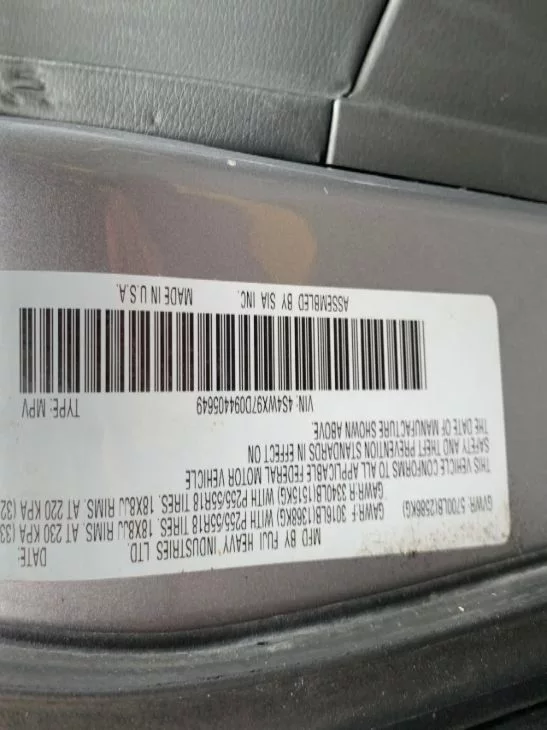 MFD BY FUJI HEAVY INDUSTRIES LTD. DATE:
GVWR: 5700LB(2586KG) GAWR-F: 3016LB(1368KG) WITH P255/55R18 TIRES. 18X8JJ RIMS. AT 230 KPA (33
GAWR-R 3340LB(1515KG) WITH P255/55R18 TIRES. 18X8JJ RIMS. AT 220 KPA (32
THIS VEHICLE CONFORMS TO ALL APPLICABLE FEDERAL MOTOR VEHICLE
SAFETY AND THEFT PREVENTION STANDARDS IN EFFECT ON
THE DATE OF MANUFACTURE SHOWN ABOVE.
VIN: 4S4WX97D094405649 TYPE: MPV
ASSEMBLED BY SIA INC. MADE IN U.S.A.